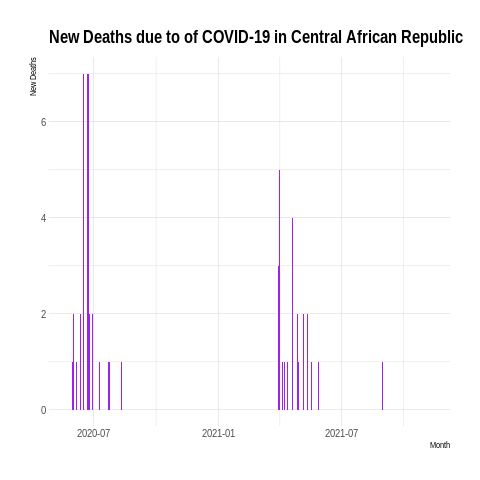 New Deaths due to of COVID-19 in Central African Republic
New Deaths
6
4
2
0
2020-07
2021-01
2021-07
Month